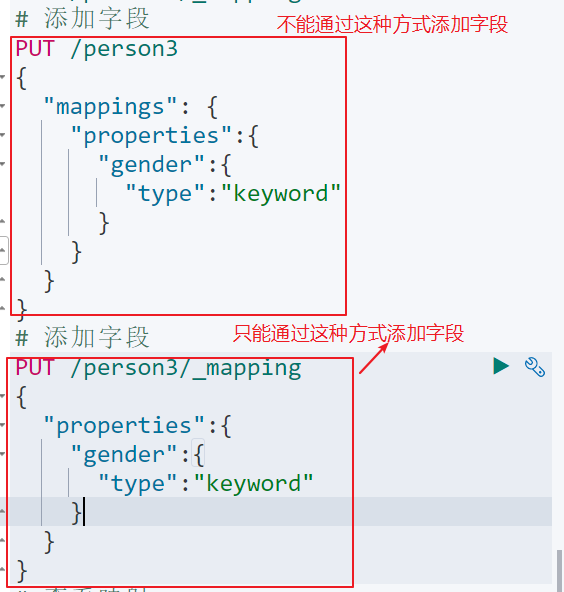 # 添加字段
不能通过这种方式添加字段
PUT /person3
{
  "mappings": {
    "properties":{
      "gender":{
        "type":"keyword"
      }
    }
  }
}
# 添加字段
只能通过这种方式添加字段
PUT /person3/_mapping
{
  "properties":{
    "gender":{
      "type":"keyword"
    }
  }
}